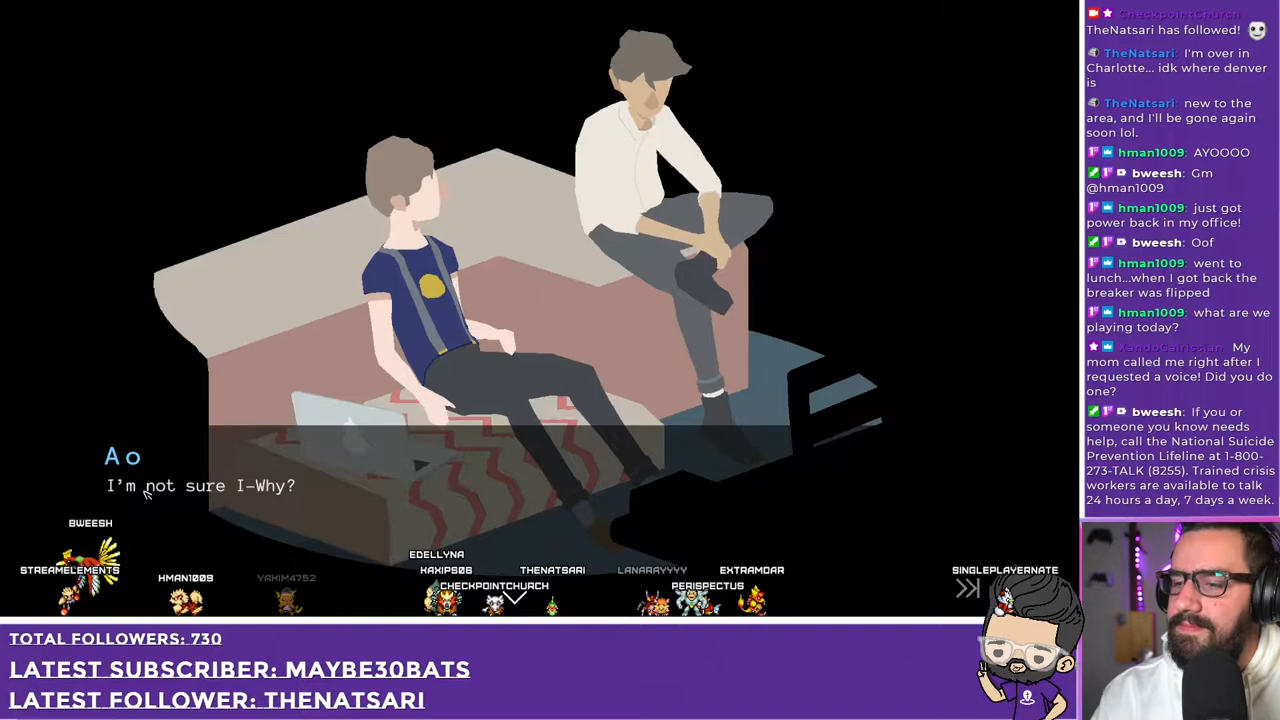 CheckpointChurch
TheNatsari has followed!
TheNatsari: I'm over in
Charlotte... idk where denver
is
TheNatsari: new to the
area, and I'll be gone again
soon lol.
hman1009: AYOOOO
bweesh: Gm
@hman1009
hman1009: just got
power back in my office!
bweesh: Oof
hman1009: went to
lunch...when I got back the
breaker was flipped
hman1009: what are we
playing today?
XandoCalrissian: My
mom called me right after I
requested a voice! Did you do
one?
bweesh: If you or
someone you know needs
help, call the National Suicide
Prevention Lifeline at 1-800-
273-TALK (8255). Trained crisis
workers are available to talk
24 hours a day, 7 days a week.
Ao
I'm not sure I-Why?
BWEESH
STREAMELEMENTS
HMAN1009
YAKIM4752
EDELLYNA
KAXIPS06
CHECKPOINTCHURCH
THENATSARI
LANARAYYYY
PERISPECTUS
EXTRAMDAR
SINGLEPLAYERNATE
TOTAL FOLLOWERS: 730
LATEST SUBSCRIBER: MAYBE30BATS
LATEST FOLLOWER: THENATSARI